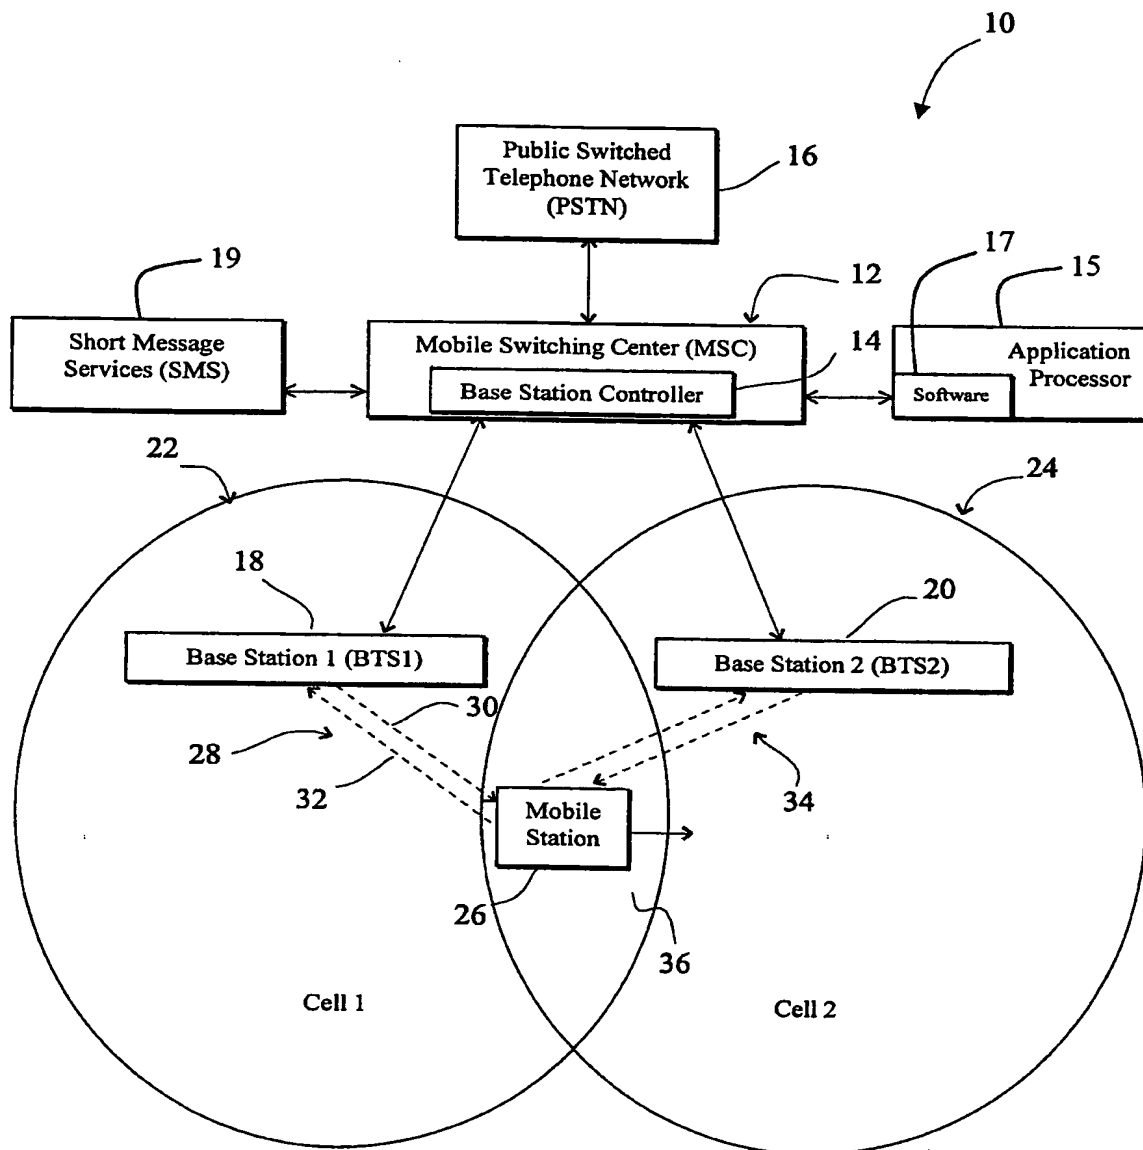 10
Public Switched
Telephone Network
(PSTN)
16
19
17
15
12
Short Message
Services (SMS)
Mobile Switching Center (MSC)
14
Base Station Controller
Application
Processor
Software
22
24
18
20
Base Station 1 (BTS1)
Base Station 2 (BTS2)
30
28
32
34
Mobile
Station
26
36
Cell 1
Cell 2